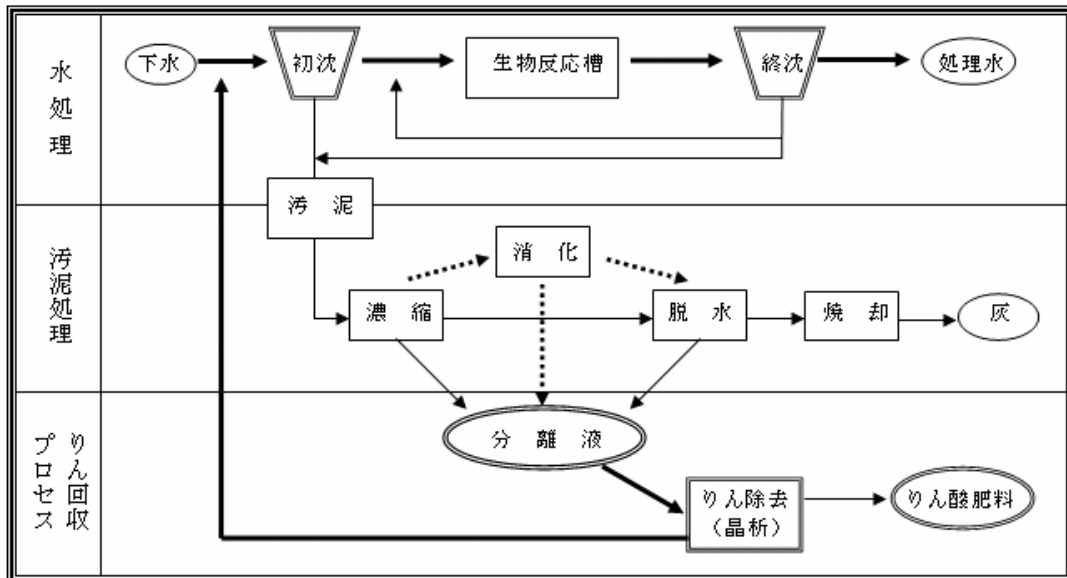 水処理
下水
初沈
生物反応槽
終沈
処理水
汚泥
汚泥処理
消化
濃縮
脱水
焼却
灰
りん回収
プロセス
分離液
りん除去
（晶析）
りん酸肥料